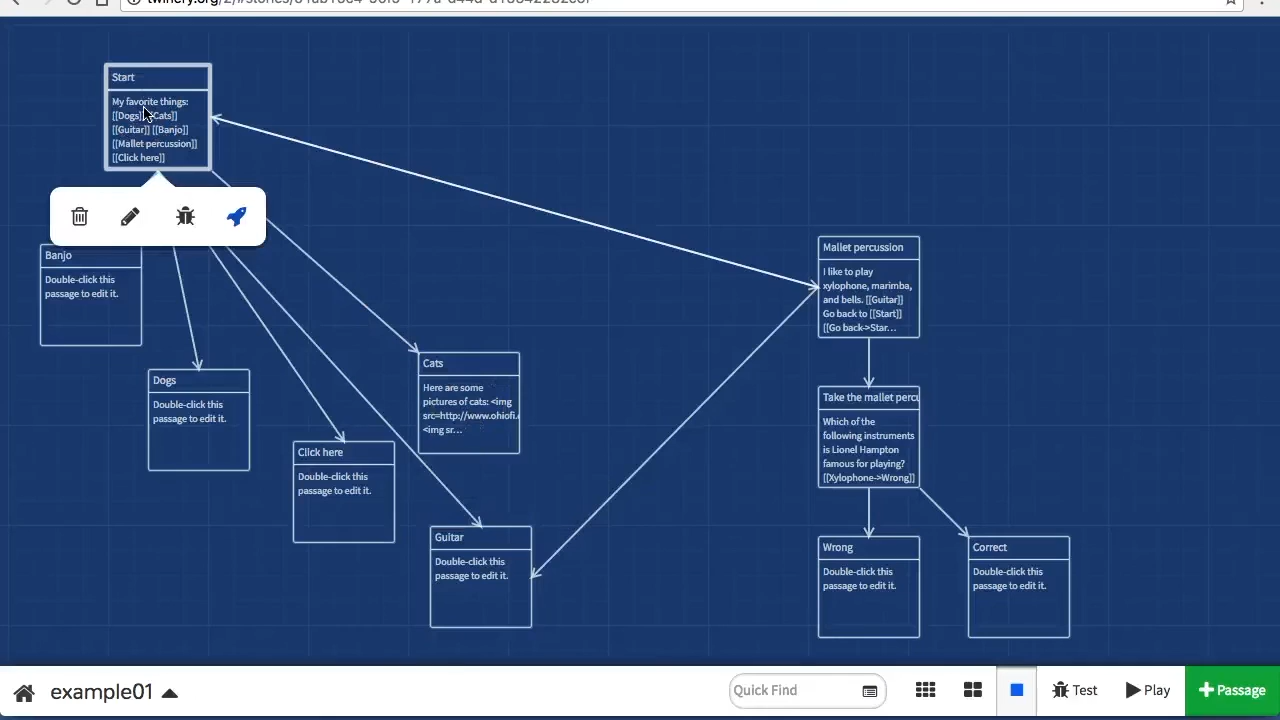 Start
My favorite things:
[[Guitar]] [[Banjo]]
[[Mallet percussion]]
[[Click here]]
Banjo
Double-click this
passage to edit it.
Dogs
Double-click this
passage to edit it.
Click here
Double-click this
passage to edit it.
Cats
Here are some
pictures of cats: <img
src=http://www.ohiofi.
<img sr...
Guitar
Double-click this
passage to edit it.
Mallet percussion
I like to play
xylophone, marimba,
and bells. [[Guitar]]
Go back to [[Start]]
[[Go back->Star...
Take the mallet percu
Which of the
following instruments
is Lionel Hampton
famous for playing?
[[Xylophone->Wrong]]
Wrong
Double-click this
passage to edit it.
Correct
Double-click this
passage to edit it.
example01
Quick Find
Test
Play
+Passage